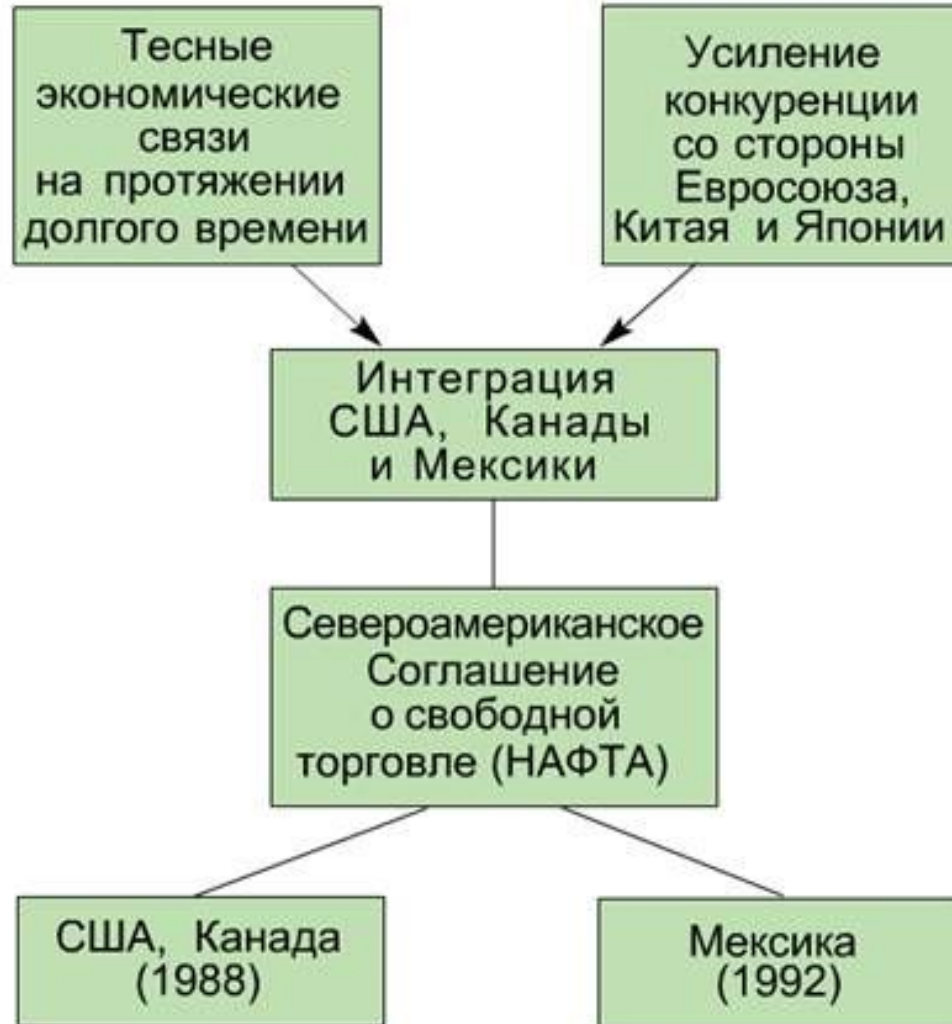 Тесные
экономические
связи
на протяжении
долгого времени
Усиление
конкуренции
со стороны
Евросоюза,
Китая и Японии
Интеграция
США, Канады
и Мексики
Североамериканское
Соглашение
о свободной
торговле (НАФТА)
США, Канада
(1988)
Мексика
(1992)